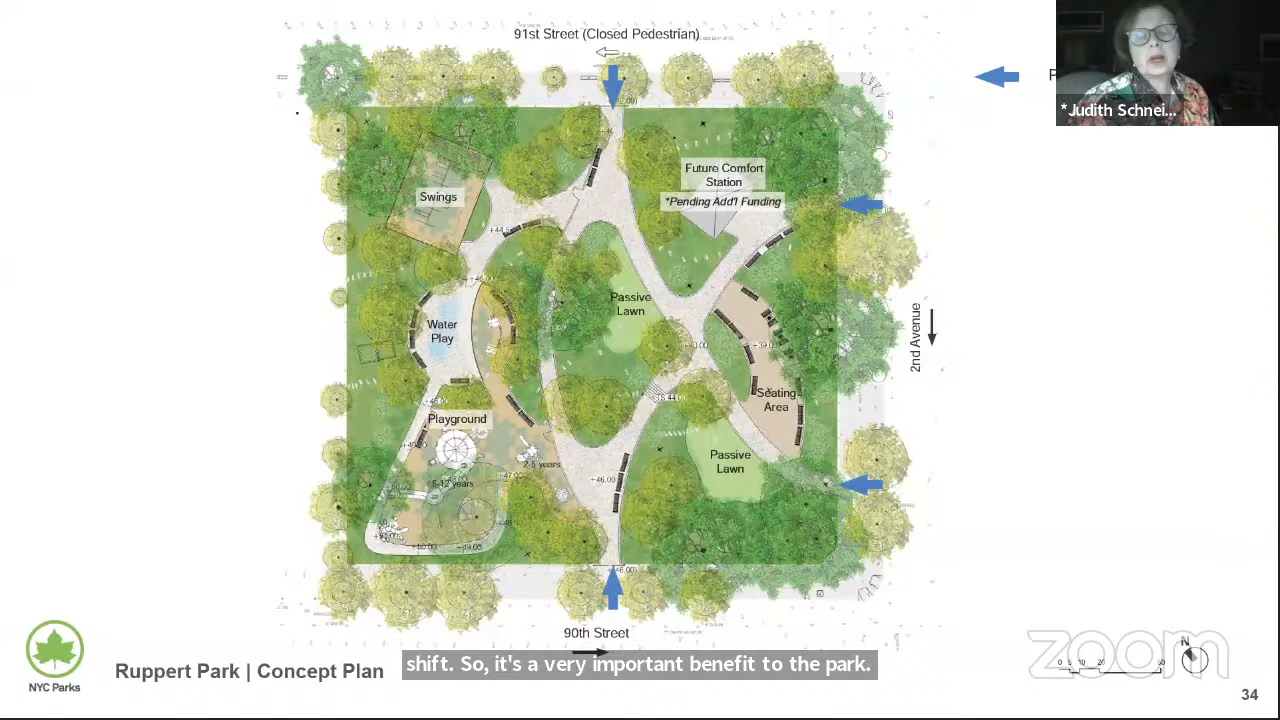 91st Street (Closed Pedestrian)
*Judith Schnei...
Future Comfort
Station
*Pending Add'l Funding
Swings
Passive
Lawn
Water
Play
2nd Avenue
Seating
Area
Playground
2-5 years
5-12 years
Passive
Lawn
+46.00
90th Street
shift. So, it's a very important benefit to the park.
Ruppert Park | Concept Plan
NYC Parks
zoom
N
34